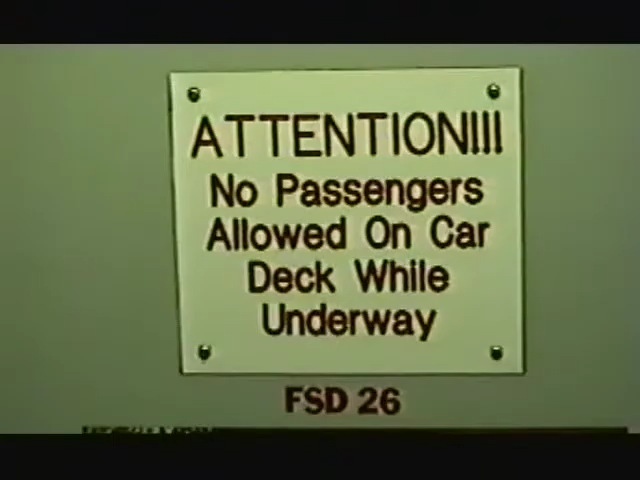 ATTENTION!!!
No Passengers
Allowed On Car
Deck While
Underway
FSD 26